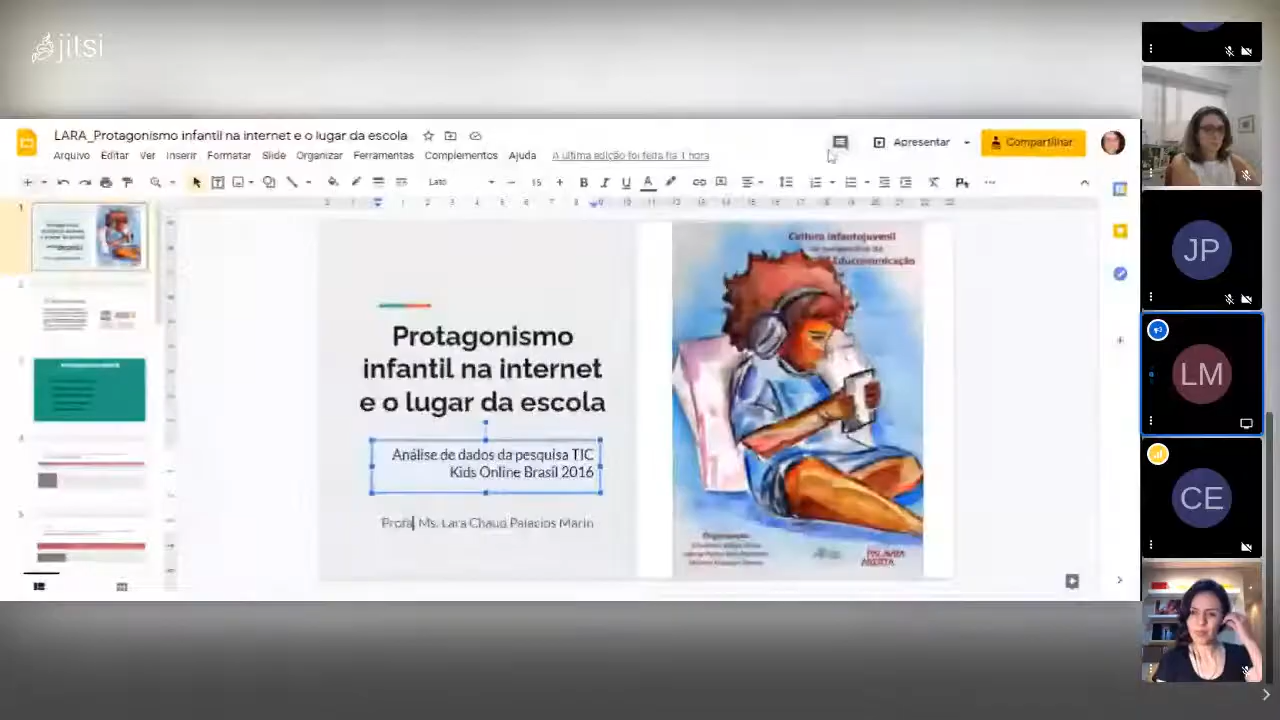 jitsi
LARA_Protagonismo infantil na internet e o lugar da escola
Arquivo Editar Ver Inserir Formatar Slide Organizar Ferramentas Complementos Ajuda A última edição foi feita há 1 hora
Apresentar
Compartilhar
Lato
15
B I U A
1
Protagonismo
infantil na internet
e o lugar da escola
Análise de dados da pesquisa TIC
Kids Online Brasil 2016
Profa Ms. Lara Chaud Palacios Marin
Cultura infantojuvenil
Educomunicação
PALAVRA
ABERTA
JP
LM
CE